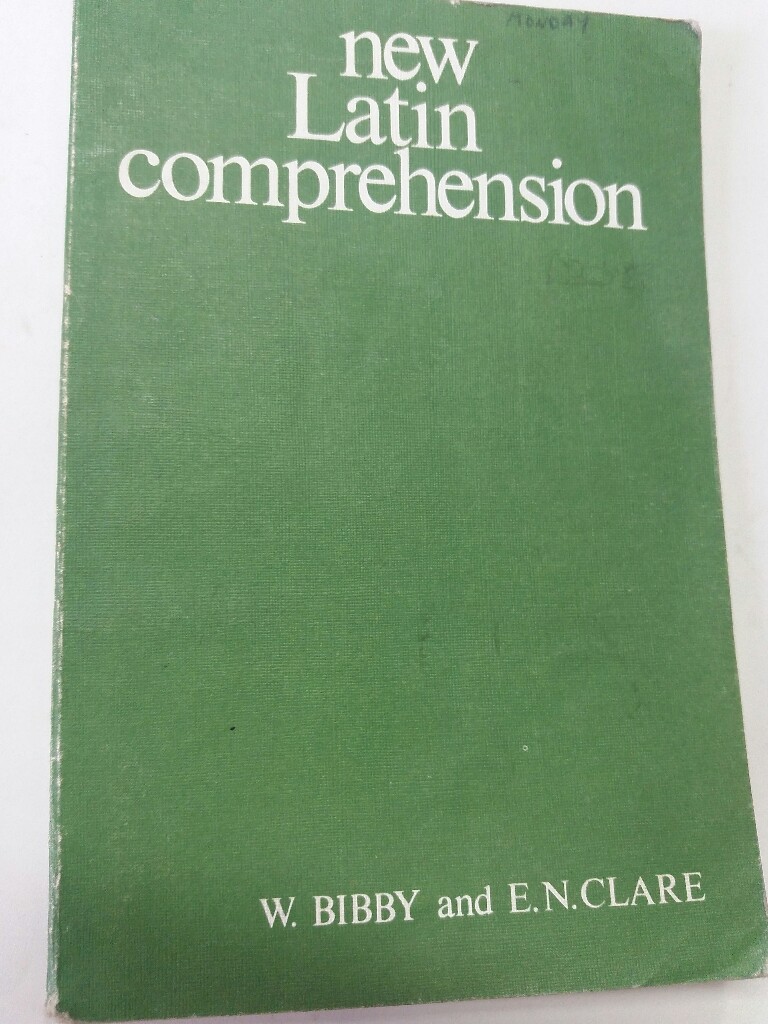 MONDAY
new
Latin
comprehension
W. BIBBY and E.N.CLARE